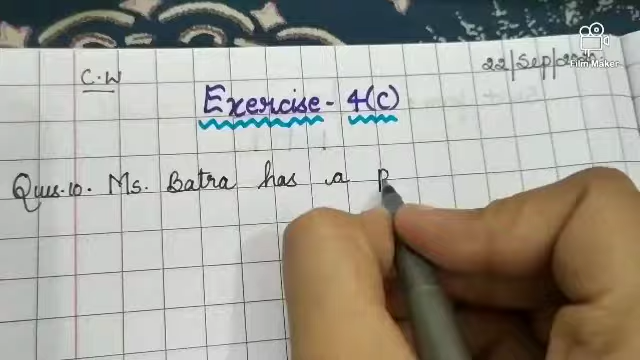 C.W
22/Sep/
Film Maker
Exercise - 4(C)
Ques.10. Ms. Batra has a